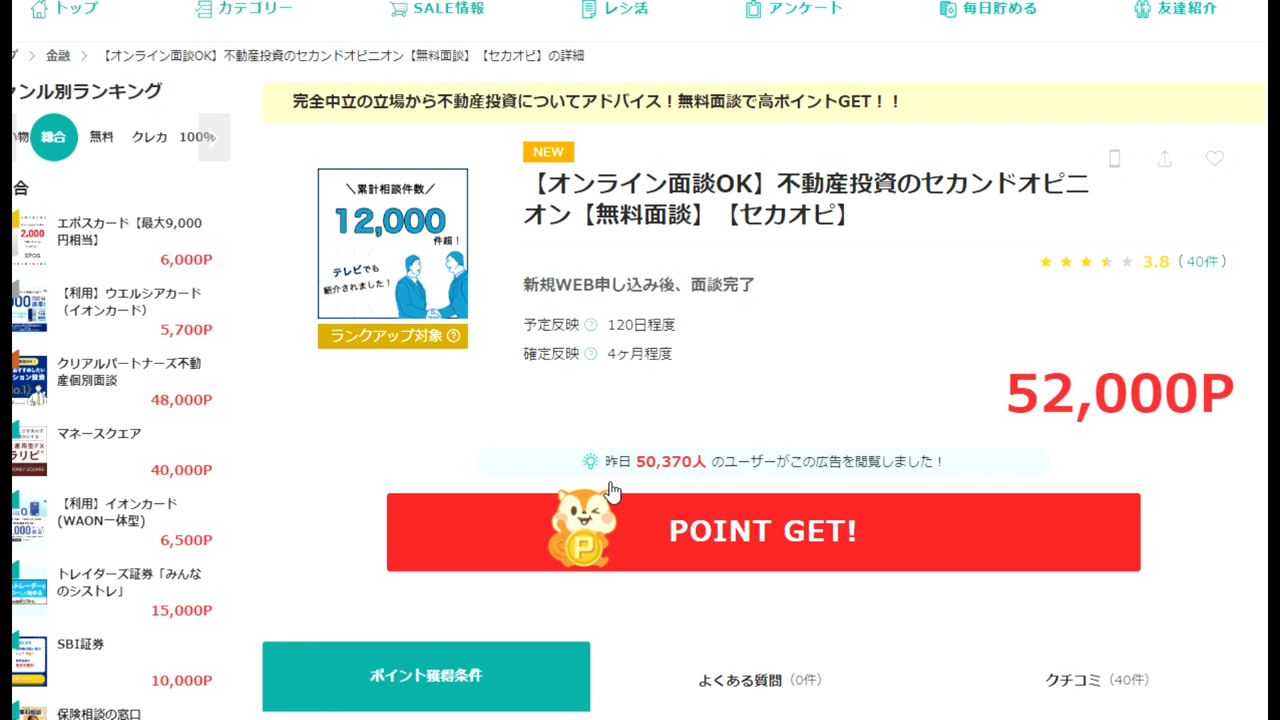 トップ
カテゴリー
SALE情報
レシ活
アンケート
毎日貯める
友達紹介
プ > 金融 > 【オンライン面談OK】不動産投資のセカンドオピニオン【無料面談】【セカオピ】の詳細
ャンル別ランキング
い物 総合 無料 クレカ 100%
合
エポスカード【最大9,000
円相当】
6,000P
【利用】ウエルシアカード
（イオンカード）
5,700P
クリアルパートナーズ不動
産個別面談
48,000P
マネースクエア
40,000P
【利用】イオンカード
(WAON一体型)
6,500P
トレイダーズ証券「みんな
のシストレ」
15,000P
SBI証券
10,000P
保険相談の窓口
完全中立の立場から不動産投資についてアドバイス！無料面談で高ポイントGET！！
＼累計相談件数／
12,000
件超！
テレビでも
紹介されました！
ランクアップ対象 ?
NEW
【オンライン面談OK】不動産投資のセカンドオピニ
オン【無料面談】【セカオピ】
3.8（40件）
新規WEB申し込み後、面談完了
予定反映 ? 120日程度
確定反映 ? 4ヶ月程度
52,000P
昨日 50,370人 のユーザーがこの広告を閲覧しました！
P
POINT GET!
ポイント獲得条件
よくある質問（0件）
クチコミ（40件）